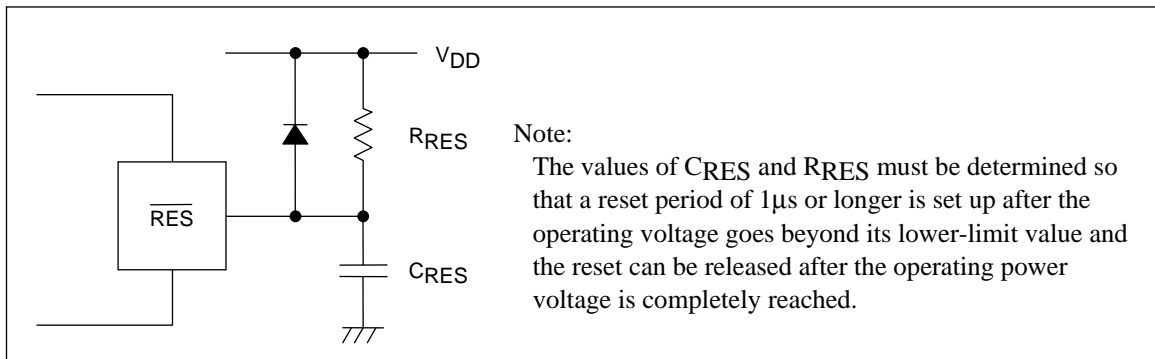 VDD
RRES
RES
CRES
Note:
The values of CRES and RRES must be determined so
that a reset period of 1μs or longer is set up after the
operating voltage goes beyond its lower-limit value and
the reset can be released after the operating power
voltage is completely reached.